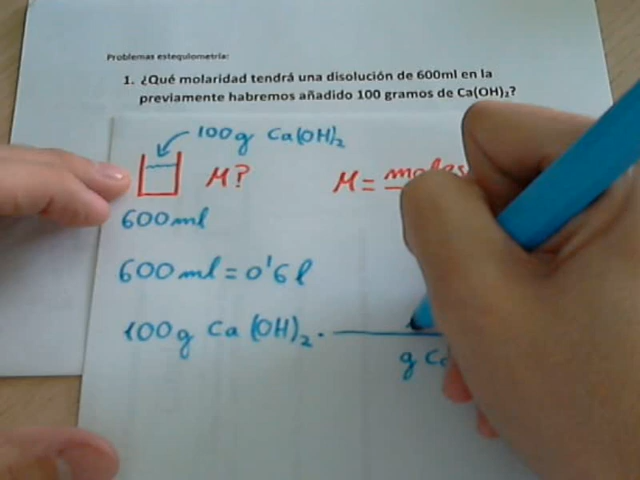 Problemas estequiometría:
1. ¿Qué molaridad tendrá una disolución de 600ml en la
previamente habremos añadido 100 gramos de Ca(OH)₂?
100g Ca(OH)₂
M?
M = moles
600ml
600ml = 0'6 l
100g Ca(OH)₂ ·
g